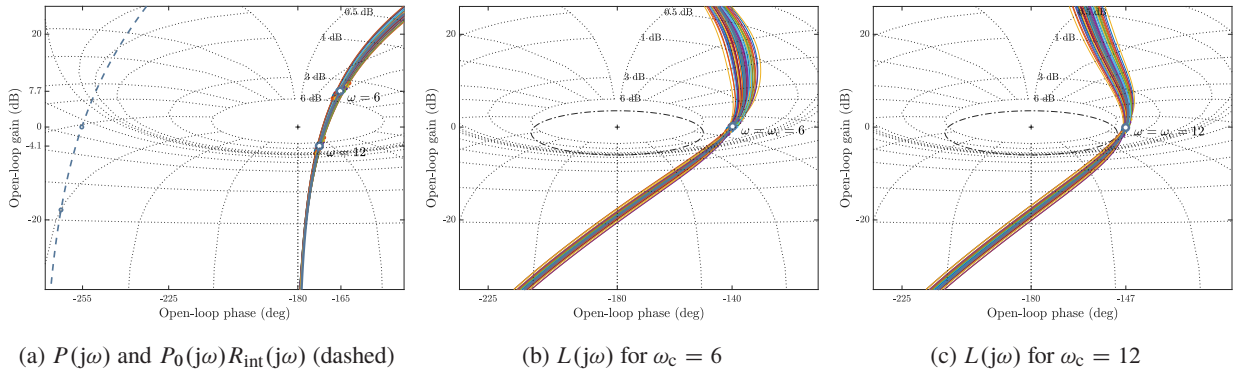 0.5 dB
1 dB
3 dB
6 dB
ω = 6
ω = 12
20
7.7
0
-4.1
-20
-255
-225
-180
-165
Open-loop gain (dB)
Open-loop phase (deg)
(a) P(jω) and P₀(jω)R_int(jω) (dashed)
0.5 dB
1 dB
3 dB
6 dB
ω = ω_c = 6
20
0
-20
-225
-180
-140
Open-loop gain (dB)
Open-loop phase (deg)
(b) L(jω) for ω_c = 6
0.5 dB
1 dB
3 dB
6 dB
ω = ω_c = 12
20
0
-20
-225
-180
-147
Open-loop gain (dB)
Open-loop phase (deg)
(c) L(jω) for ω_c = 12